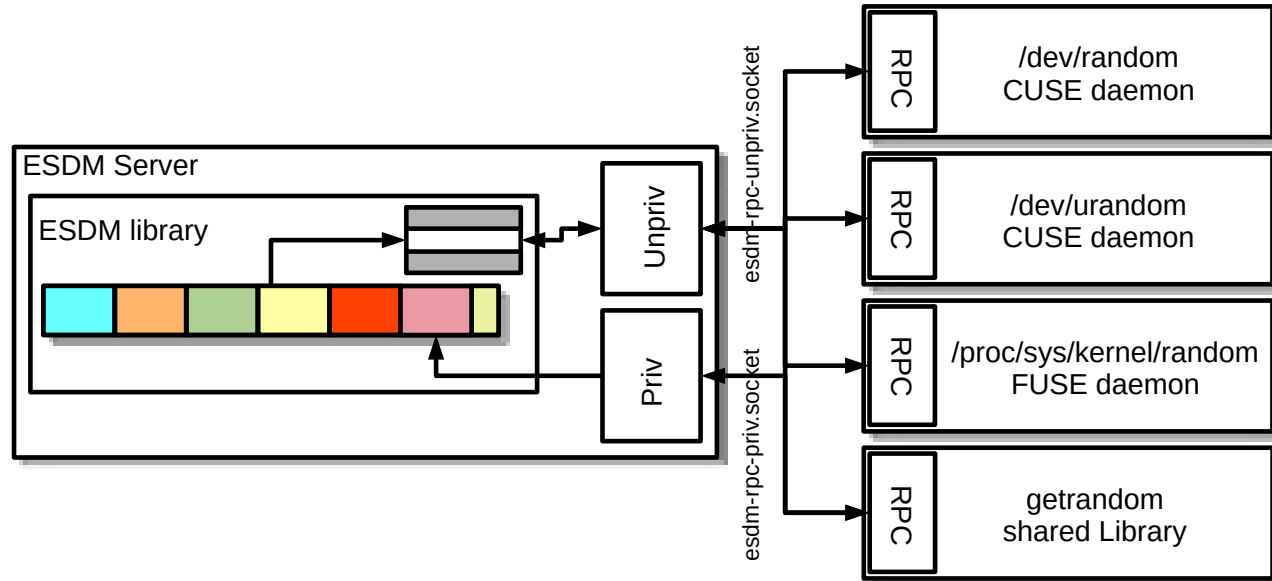 ESDM Server
ESDM library
Unpriv
Priv
esdm-rpc-unpriv.socket
esdm-rpc-priv.socket
RPC
/dev/random
CUSE daemon
RPC
/dev/urandom
CUSE daemon
RPC
/proc/sys/kernel/random
FUSE daemon
RPC
getrandom
shared Library